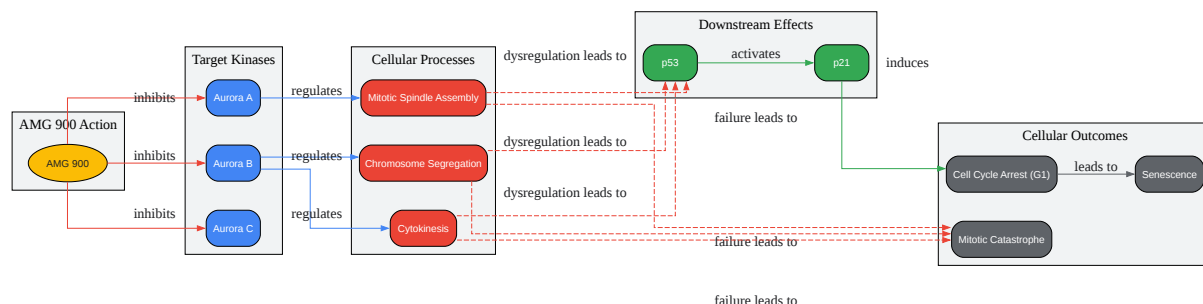 Downstream Effects
dysregulation leads to
p53
activates
p21
induces
Target Kinases
Cellular Processes
inhibits
Aurora A
regulates
Mitotic Spindle Assembly
failure leads to
AMG 900 Action
Cellular Outcomes
dysregulation leads to
AMG 900
inhibits
Aurora B
regulates
Chromosome Segregation
Cell Cycle Arrest (G1)
leads to
Senescence
dysregulation leads to
inhibits
Aurora C
regulates
Cytokinesis
failure leads to
Mitotic Catastrophe
failure leads to